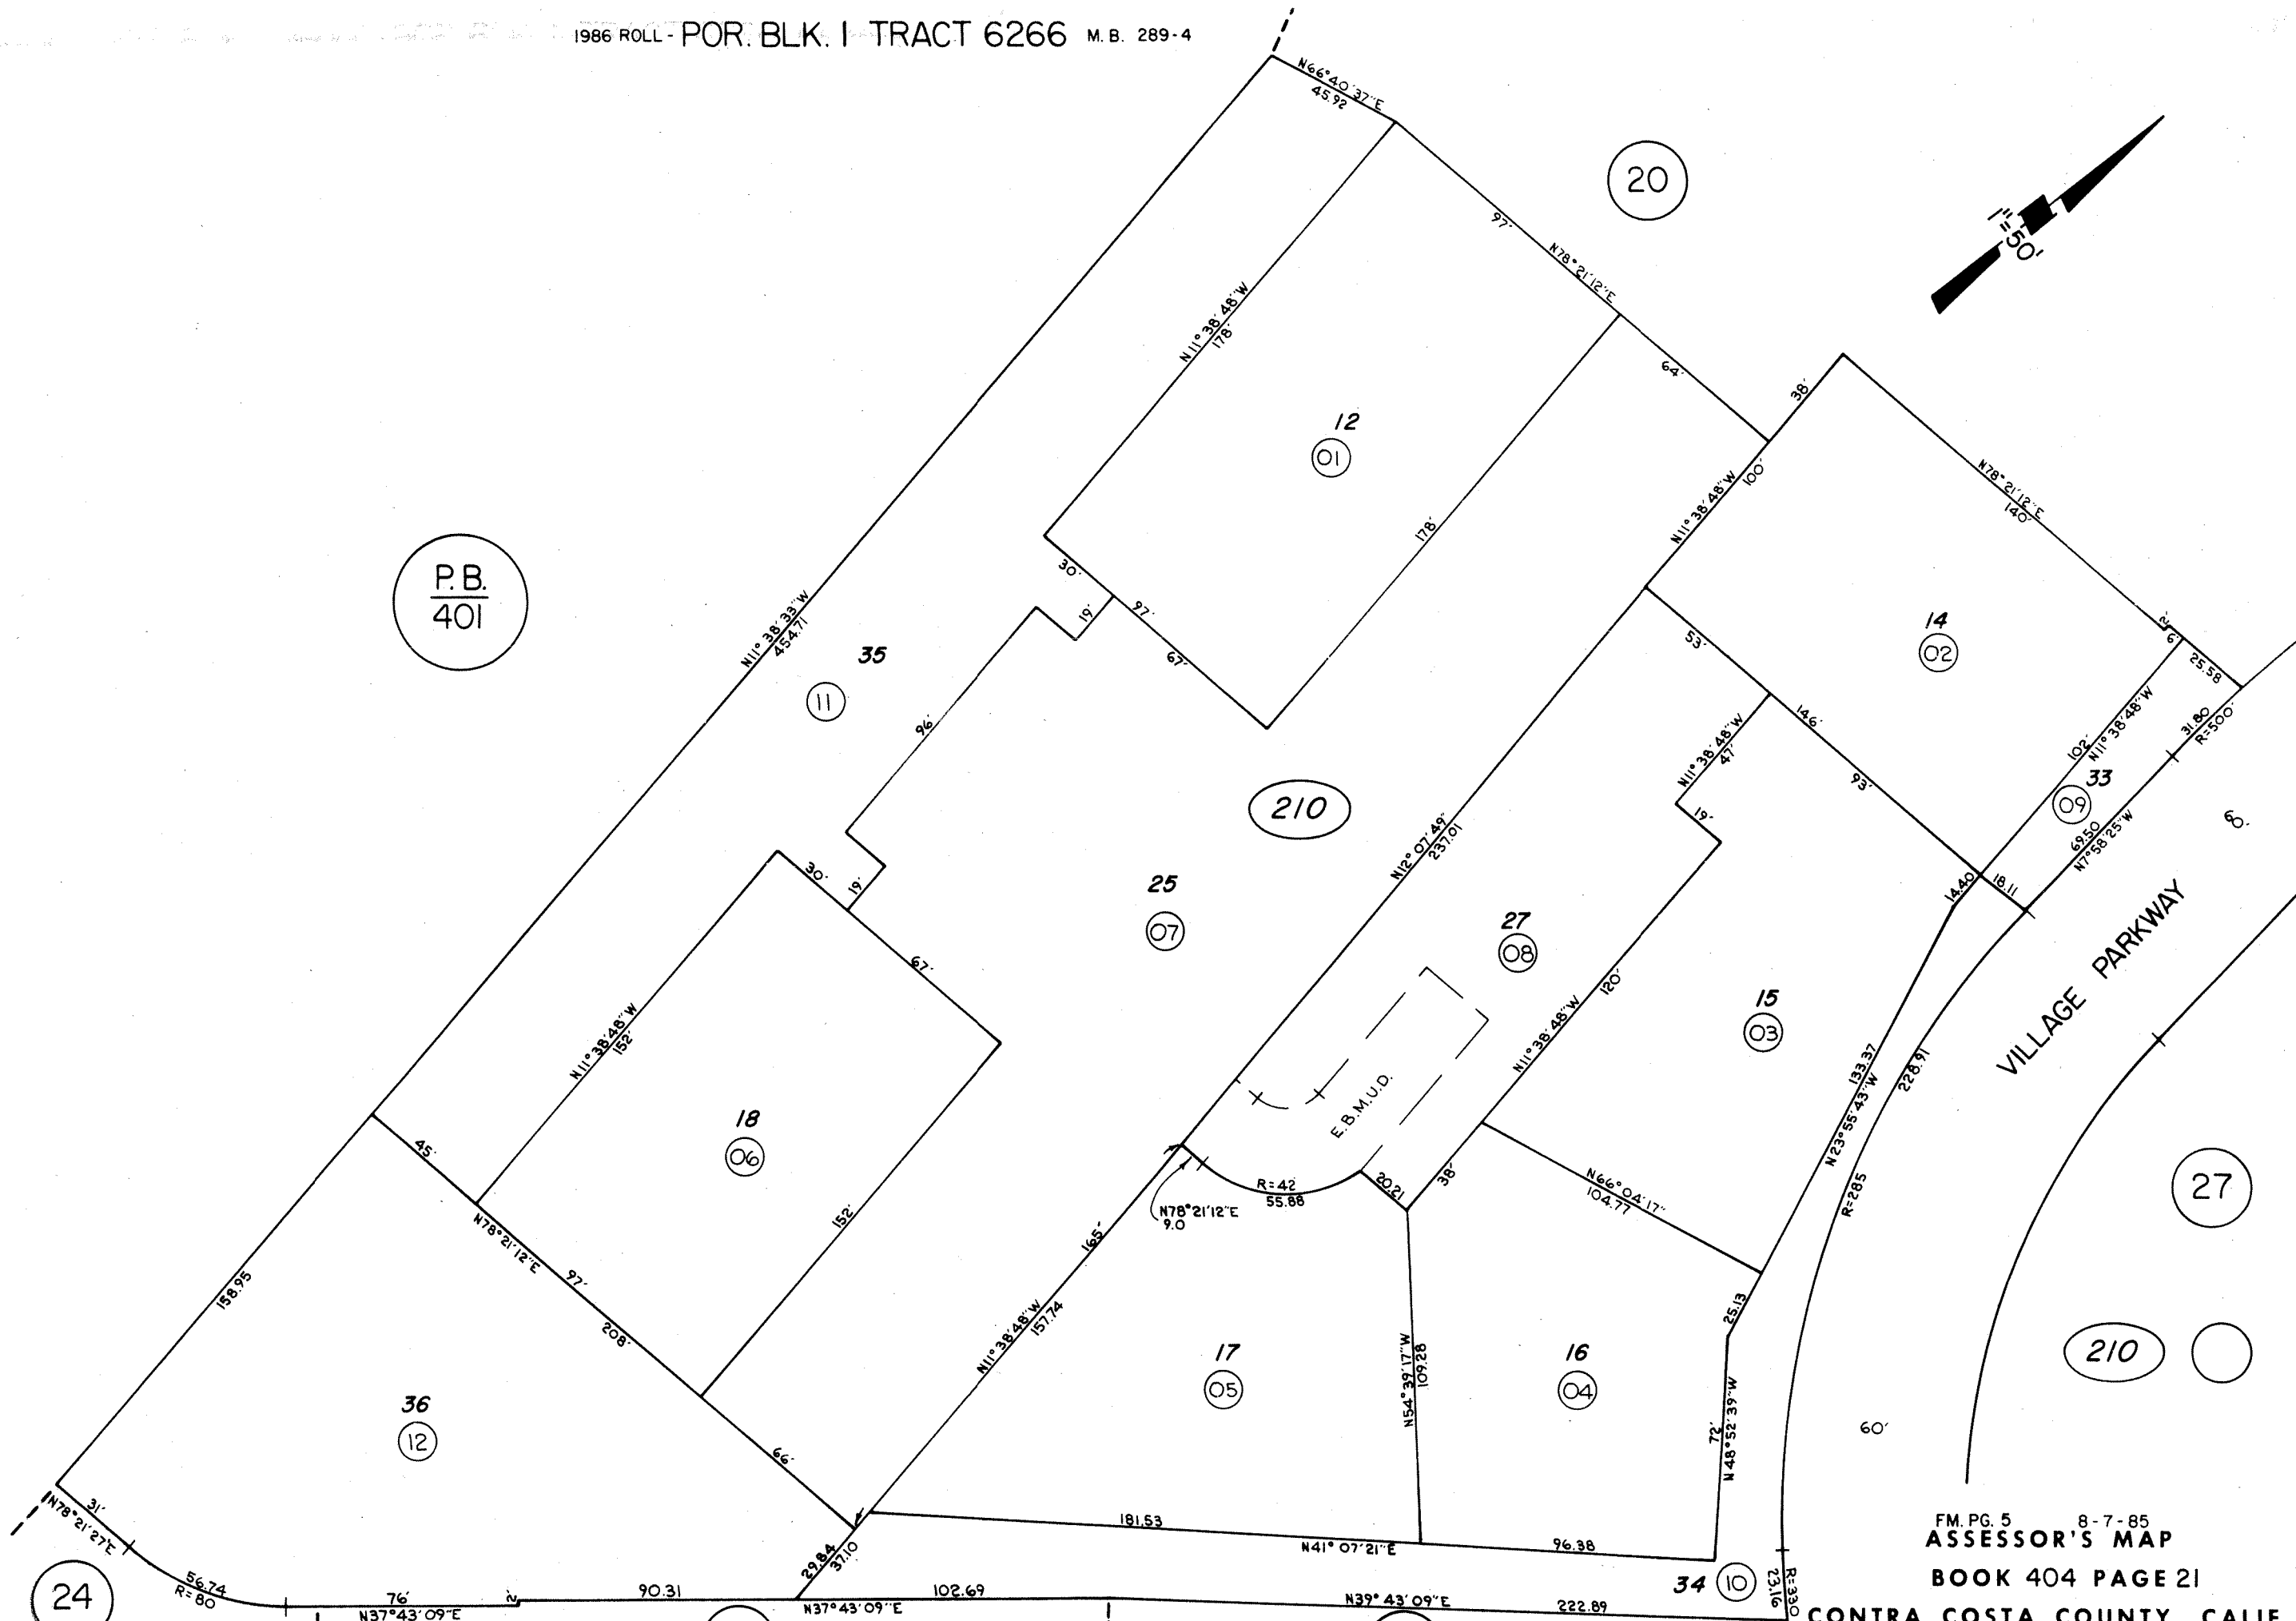 1986 ROLL - POR. BLK. 1 TRACT 6266 M. B. 289-4
N66°40'37"E
45.92
20
1"=50'
97'
N78°21'12"E
64'
38'
N11°38'48"W
178'
12
01
178'
N11°38'48"W
100'
N78°21'12"E
140'
2'
6'
25.58
14
02
P.B.
401
30'
19'
97'
67'
N11°38'33"W
454.71
35
11
96'
53'
146'
93'
N11°38'48"W
47'
19'
102'
N11°38'48"W
31.80
R=500'
33
09
69.50
N7°58'25"W
60'
210
N12°07'49"
237.01
25
07
27
08
30'
19'
67'
14.40
18.11
VILLAGE PARKWAY
N11°38'48"W
152'
18
06
152'
N11°38'48"W
120'
15
03
E.B.M.U.D.
133.37
N23°55'43"W
228.91
R=285
45'
N78°21'12"E
97'
208'
66'
158.95
165'
N78°21'12"E
9.0
R=42
55.88
20.21
38'
N66°04'17"
104.77
27
N11°38'48"W
157.74
17
05
N54°39'17"W
109.28
16
04
25.13
72'
N48°52'39"W
210
60'
36
12
31'
N78°21'27"E
24
56.74
R=80
76'
N37°43'09"E
2'
90.31
29.84
37.10
102.69
N37°43'09"E
181.53
N41°07'21"E
96.38
N39°43'09"E
222.89
34
10
23.16
R=330
FM. PG. 5 8-7-85
ASSESSOR'S MAP
BOOK 404 PAGE 21
CONTRA COSTA COUNTY, CALIF